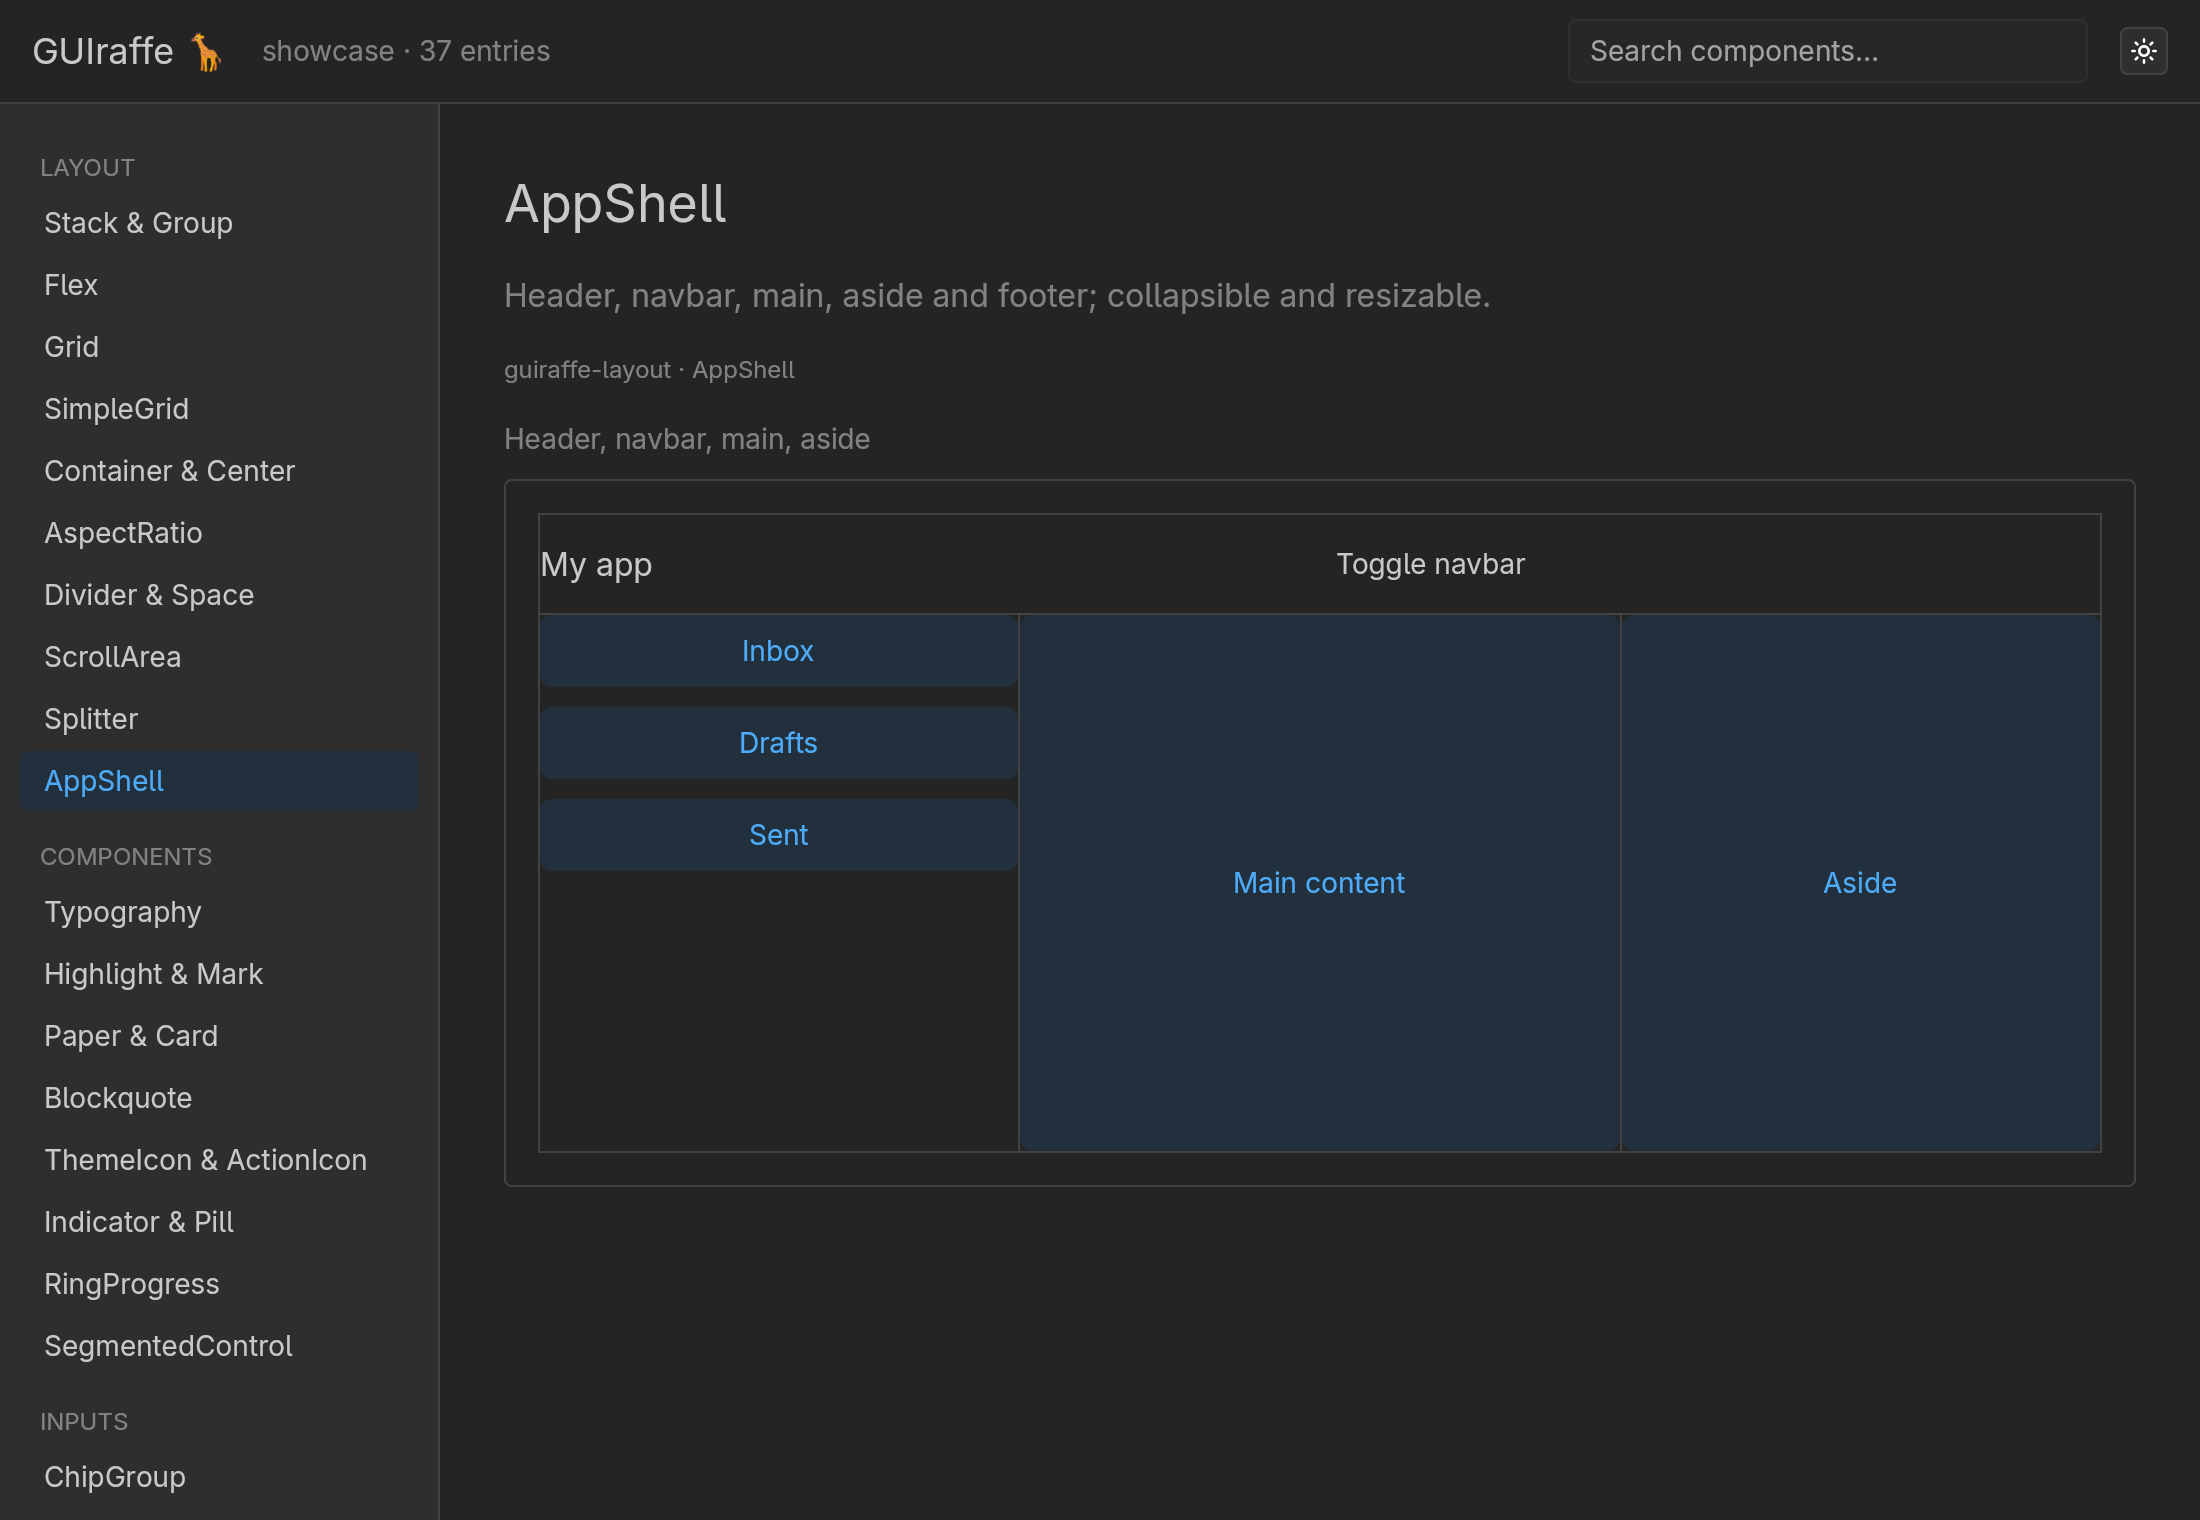 GUIraffe 🦒 showcase · 37 entries Search components...
LAYOUT
Stack & Group
Flex
Grid
SimpleGrid
Container & Center
AspectRatio
Divider & Space
ScrollArea
Splitter
AppShell
COMPONENTS
Typography
Highlight & Mark
Paper & Card
Blockquote
ThemeIcon & ActionIcon
Indicator & Pill
RingProgress
SegmentedControl
INPUTS
ChipGroup
AppShell
Header, navbar, main, aside and footer; collapsible and resizable.
guiraffe-layout · AppShell
Header, navbar, main, aside
My app Toggle navbar
Inbox
Drafts
Sent
Main content
Aside